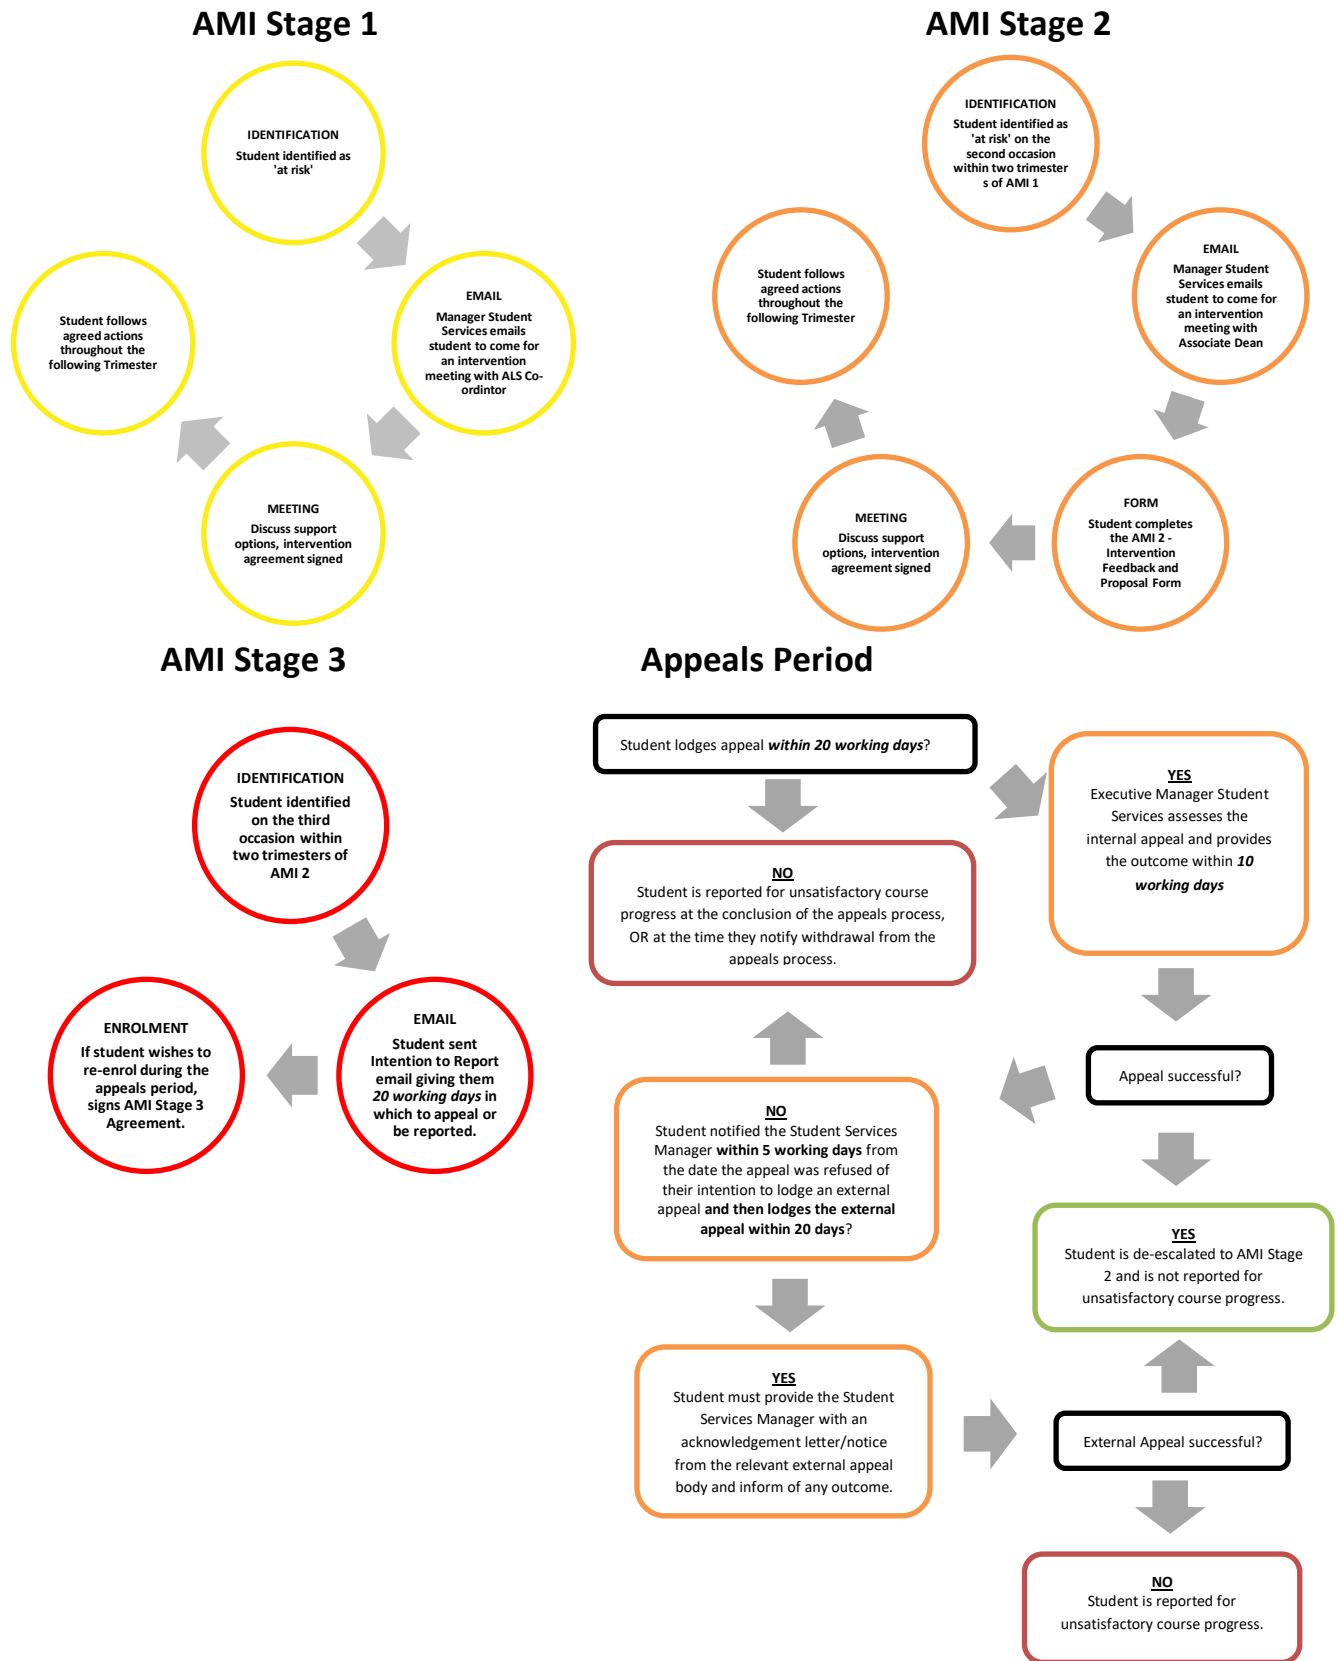 AMI Stage 1
IDENTIFICATION
Student identified as
'at risk'
EMAIL
Manager Student
Services emails
student to come for
an intervention
meeting with ALS Co-
ordintor
MEETING
Discuss support
options, intervention
agreement signed
Student follows
agreed actions
throughout the
following Trimester
AMI Stage 2
IDENTIFICATION
Student identified as
'at risk' on the
second occasion
within two trimester
s of AMI 1
EMAIL
Manager Student
Services emails
student to come for
an intervention
meeting with
Associate Dean
FORM
Student completes
the AMI 2 -
Intervention
Feedback and
Proposal Form
MEETING
Discuss support
options, intervention
agreement signed
Student follows
agreed actions
throughout the
following Trimester
AMI Stage 3
IDENTIFICATION
Student identified
on the third
occasion within
two trimesters of
AMI 2
EMAIL
Student sent
Intention to Report
email giving them
20 working days in
which to appeal or
be reported.
ENROLMENT
If student wishes to
re-enrol during the
appeals period,
signs AMI Stage 3
Agreement.
Appeals Period
Student lodges appeal within 20 working days?
YES
Executive Manager Student
Services assesses the
internal appeal and provides
the outcome within 10
working days
NO
Student is reported for unsatisfactory course
progress at the conclusion of the appeals process,
OR at the time they notify withdrawal from the
appeals process.
Appeal successful?
NO
Student notified the Student Services
Manager within 5 working days from
the date the appeal was refused of
their intention to lodge an external
appeal and then lodges the external
appeal within 20 days?
YES
Student is de-escalated to AMI Stage
2 and is not reported for
unsatisfactory course progress.
YES
Student must provide the Student
Services Manager with an
acknowledgement letter/notice
from the relevant external appeal
body and inform of any outcome.
External Appeal successful?
NO
Student is reported for
unsatisfactory course progress.